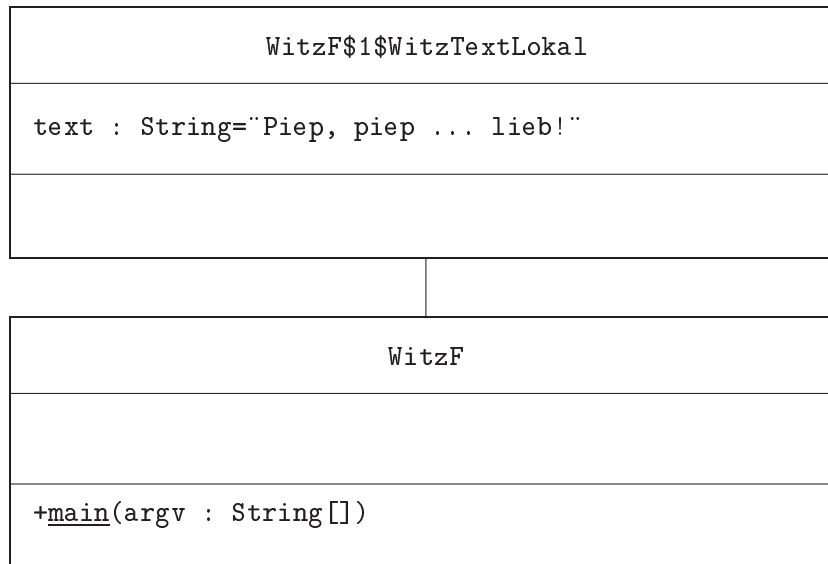 WitzF$1$WitzTextLokal
text : String=¨Piep, piep ... lieb!¨
WitzF
+main(argv : String[])